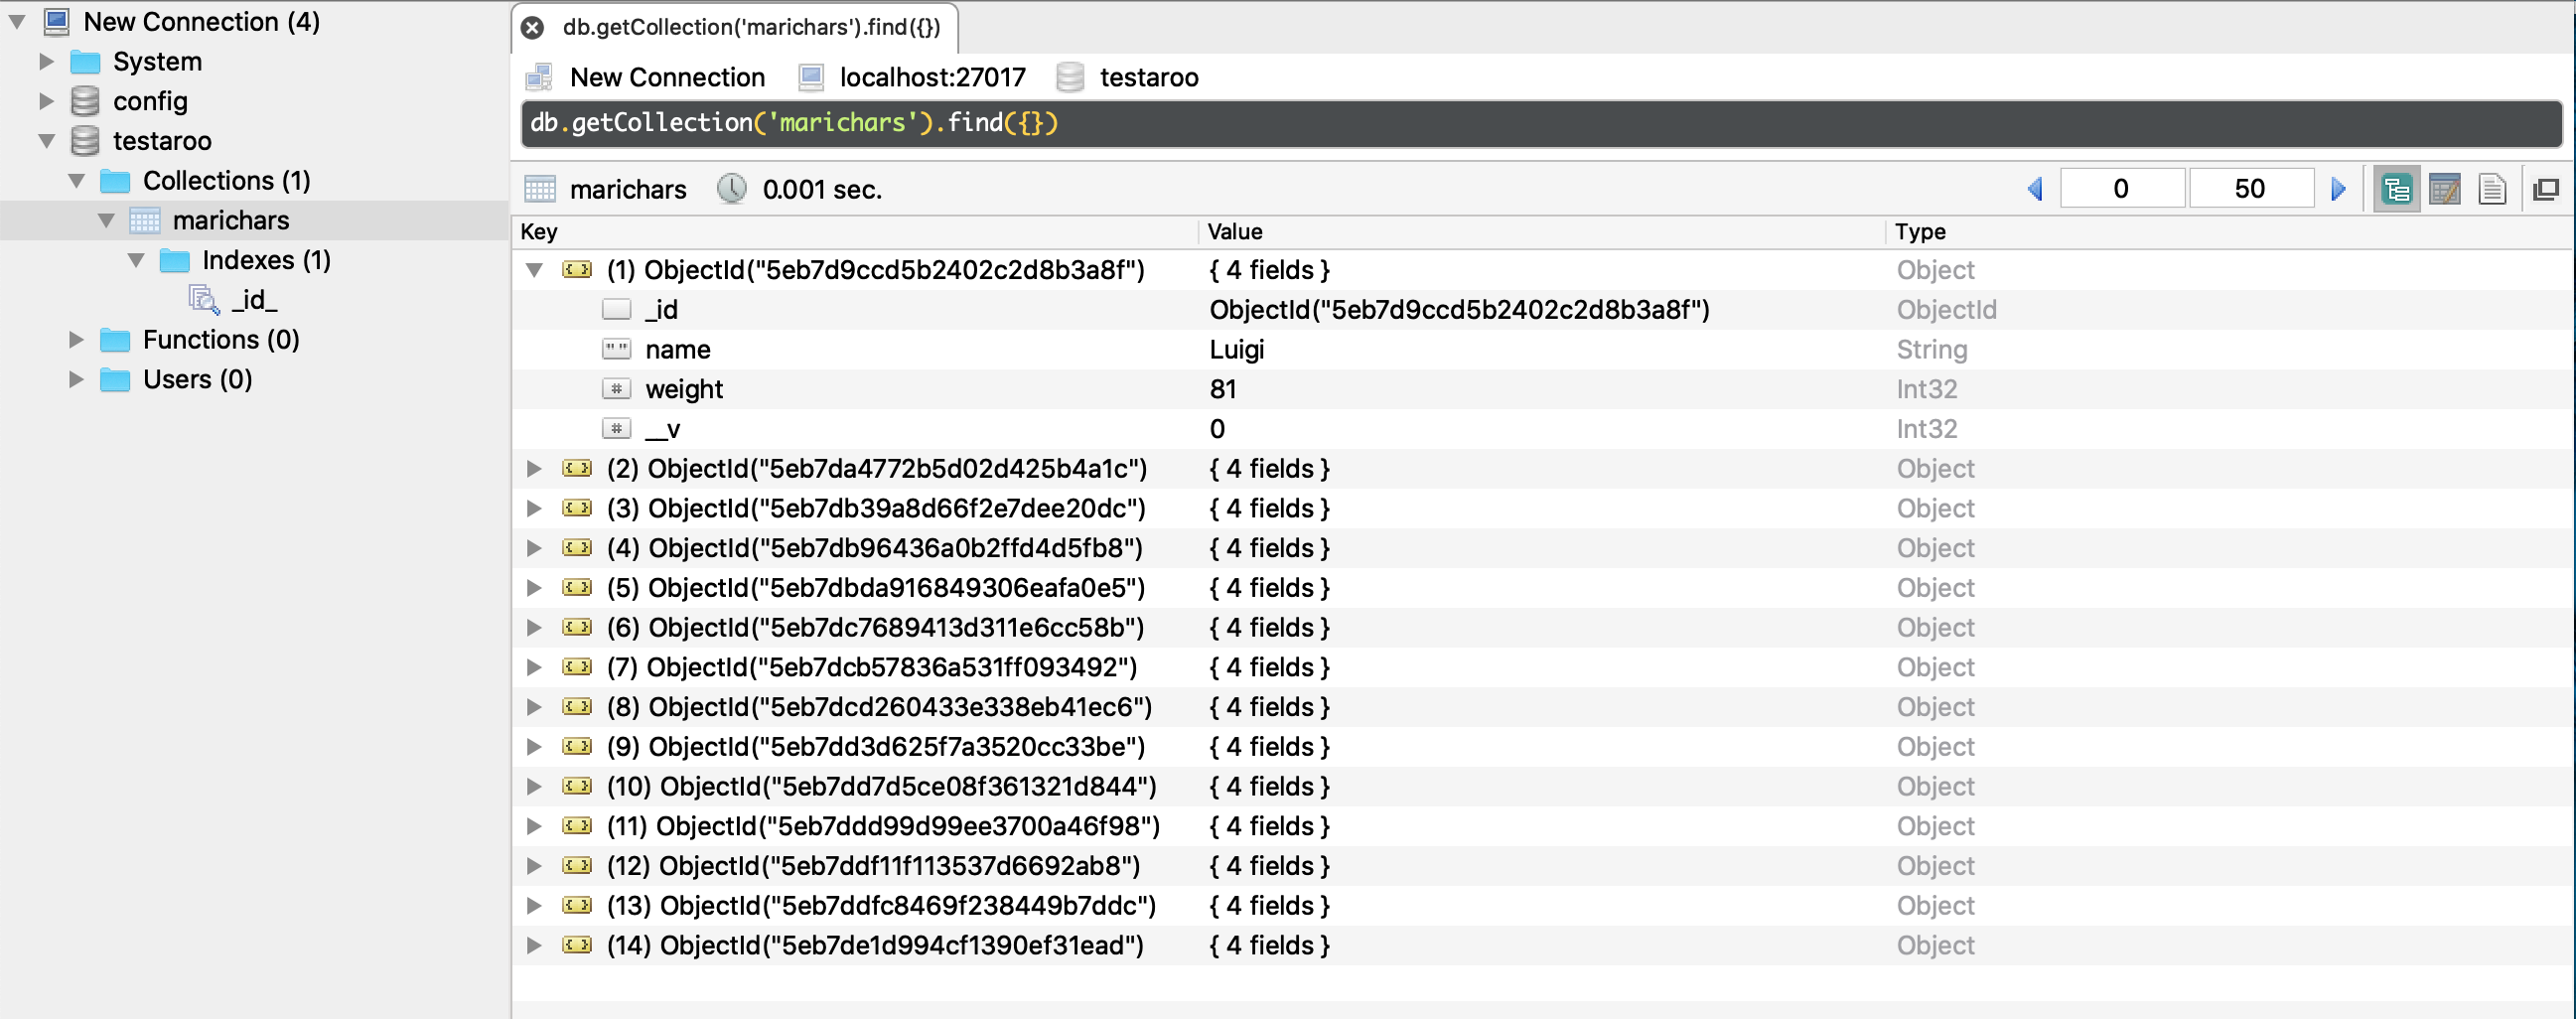 New Connection (4)
System
config
testaroo
Collections (1)
marichars
Indexes (1)
_id_
Functions (0)
Users (0)
db.getCollection('marichars').find({})
New Connection localhost:27017 testaroo
db.getCollection('marichars').find({})
marichars 0.001 sec. 0 50
Key Value Type
(1) ObjectId("5eb7d9ccd5b2402c2d8b3a8f") { 4 fields } Object
_id ObjectId("5eb7d9ccd5b2402c2d8b3a8f") ObjectId
"" name Luigi String
# weight 81 Int32
# __v 0 Int32
(2) ObjectId("5eb7da4772b5d02d425b4a1c") { 4 fields } Object
(3) ObjectId("5eb7db39a8d66f2e7dee20dc") { 4 fields } Object
(4) ObjectId("5eb7db96436a0b2ffd4d5fb8") { 4 fields } Object
(5) ObjectId("5eb7dbda916849306eafa0e5") { 4 fields } Object
(6) ObjectId("5eb7dc7689413d311e6cc58b") { 4 fields } Object
(7) ObjectId("5eb7dcb57836a531ff093492") { 4 fields } Object
(8) ObjectId("5eb7dcd260433e338eb41ec6") { 4 fields } Object
(9) ObjectId("5eb7dd3d625f7a3520cc33be") { 4 fields } Object
(10) ObjectId("5eb7dd7d5ce08f361321d844") { 4 fields } Object
(11) ObjectId("5eb7ddd99d99ee3700a46f98") { 4 fields } Object
(12) ObjectId("5eb7ddf11f113537d6692ab8") { 4 fields } Object
(13) ObjectId("5eb7ddfc8469f238449b7ddc") { 4 fields } Object
(14) ObjectId("5eb7de1d994cf1390ef31ead") { 4 fields } Object